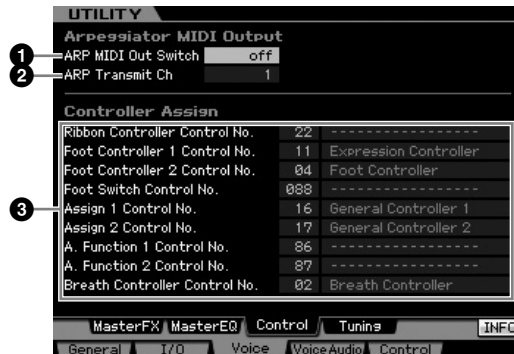 UTILITY
Arpeggiator MIDI Output
1 ARP MIDI Out Switch off
2 ARP Transmit Ch 1
Controller Assign
Ribbon Controller Control No. 22 -----------------
Foot Controller 1 Control No. 11 Expression Controller
Foot Controller 2 Control No. 04 Foot Controller
Foot Switch Control No. 088 -----------------
3 Assign 1 Control No. 16 General Controller 1
Assign 2 Control No. 17 General Controller 2
A. Function 1 Control No. 86 -----------------
A. Function 2 Control No. 87 -----------------
Breath Controller Control No. 02 Breath Controller
MasterFX MasterEQ Control Tuning INFO
General I/O Voice VoiceAudio Control